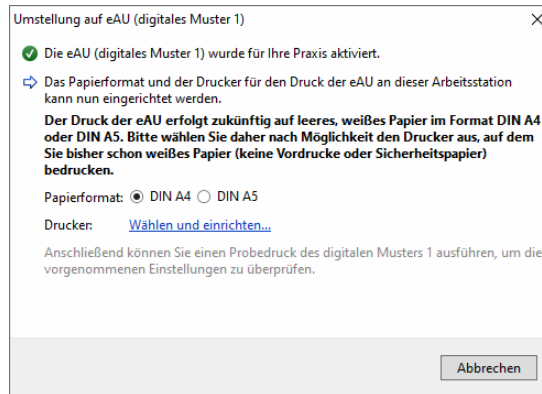 Umstellung auf eAU (digitales Muster 1)
Die eAU (digitales Muster 1) wurde für Ihre Praxis aktiviert.
Das Papierformat und der Drucker für den Druck der eAU an dieser Arbeitsstation
kann nun eingerichtet werden.
Der Druck der eAU erfolgt zukünftig auf leeres, weißes Papier im Format DIN A4
oder DIN A5. Bitte wählen Sie daher nach Möglichkeit den Drucker aus, auf dem
Sie bisher schon weißes Papier (keine Vordrucke oder Sicherheitspapier)
bedrucken.
Papierformat: DIN A4 DIN A5
Drucker: Wählen und einrichten...
Anschließend können Sie einen Probedruck des digitalen Musters 1 ausführen, um die
vorgenommenen Einstellungen zu überprüfen.
Abbrechen